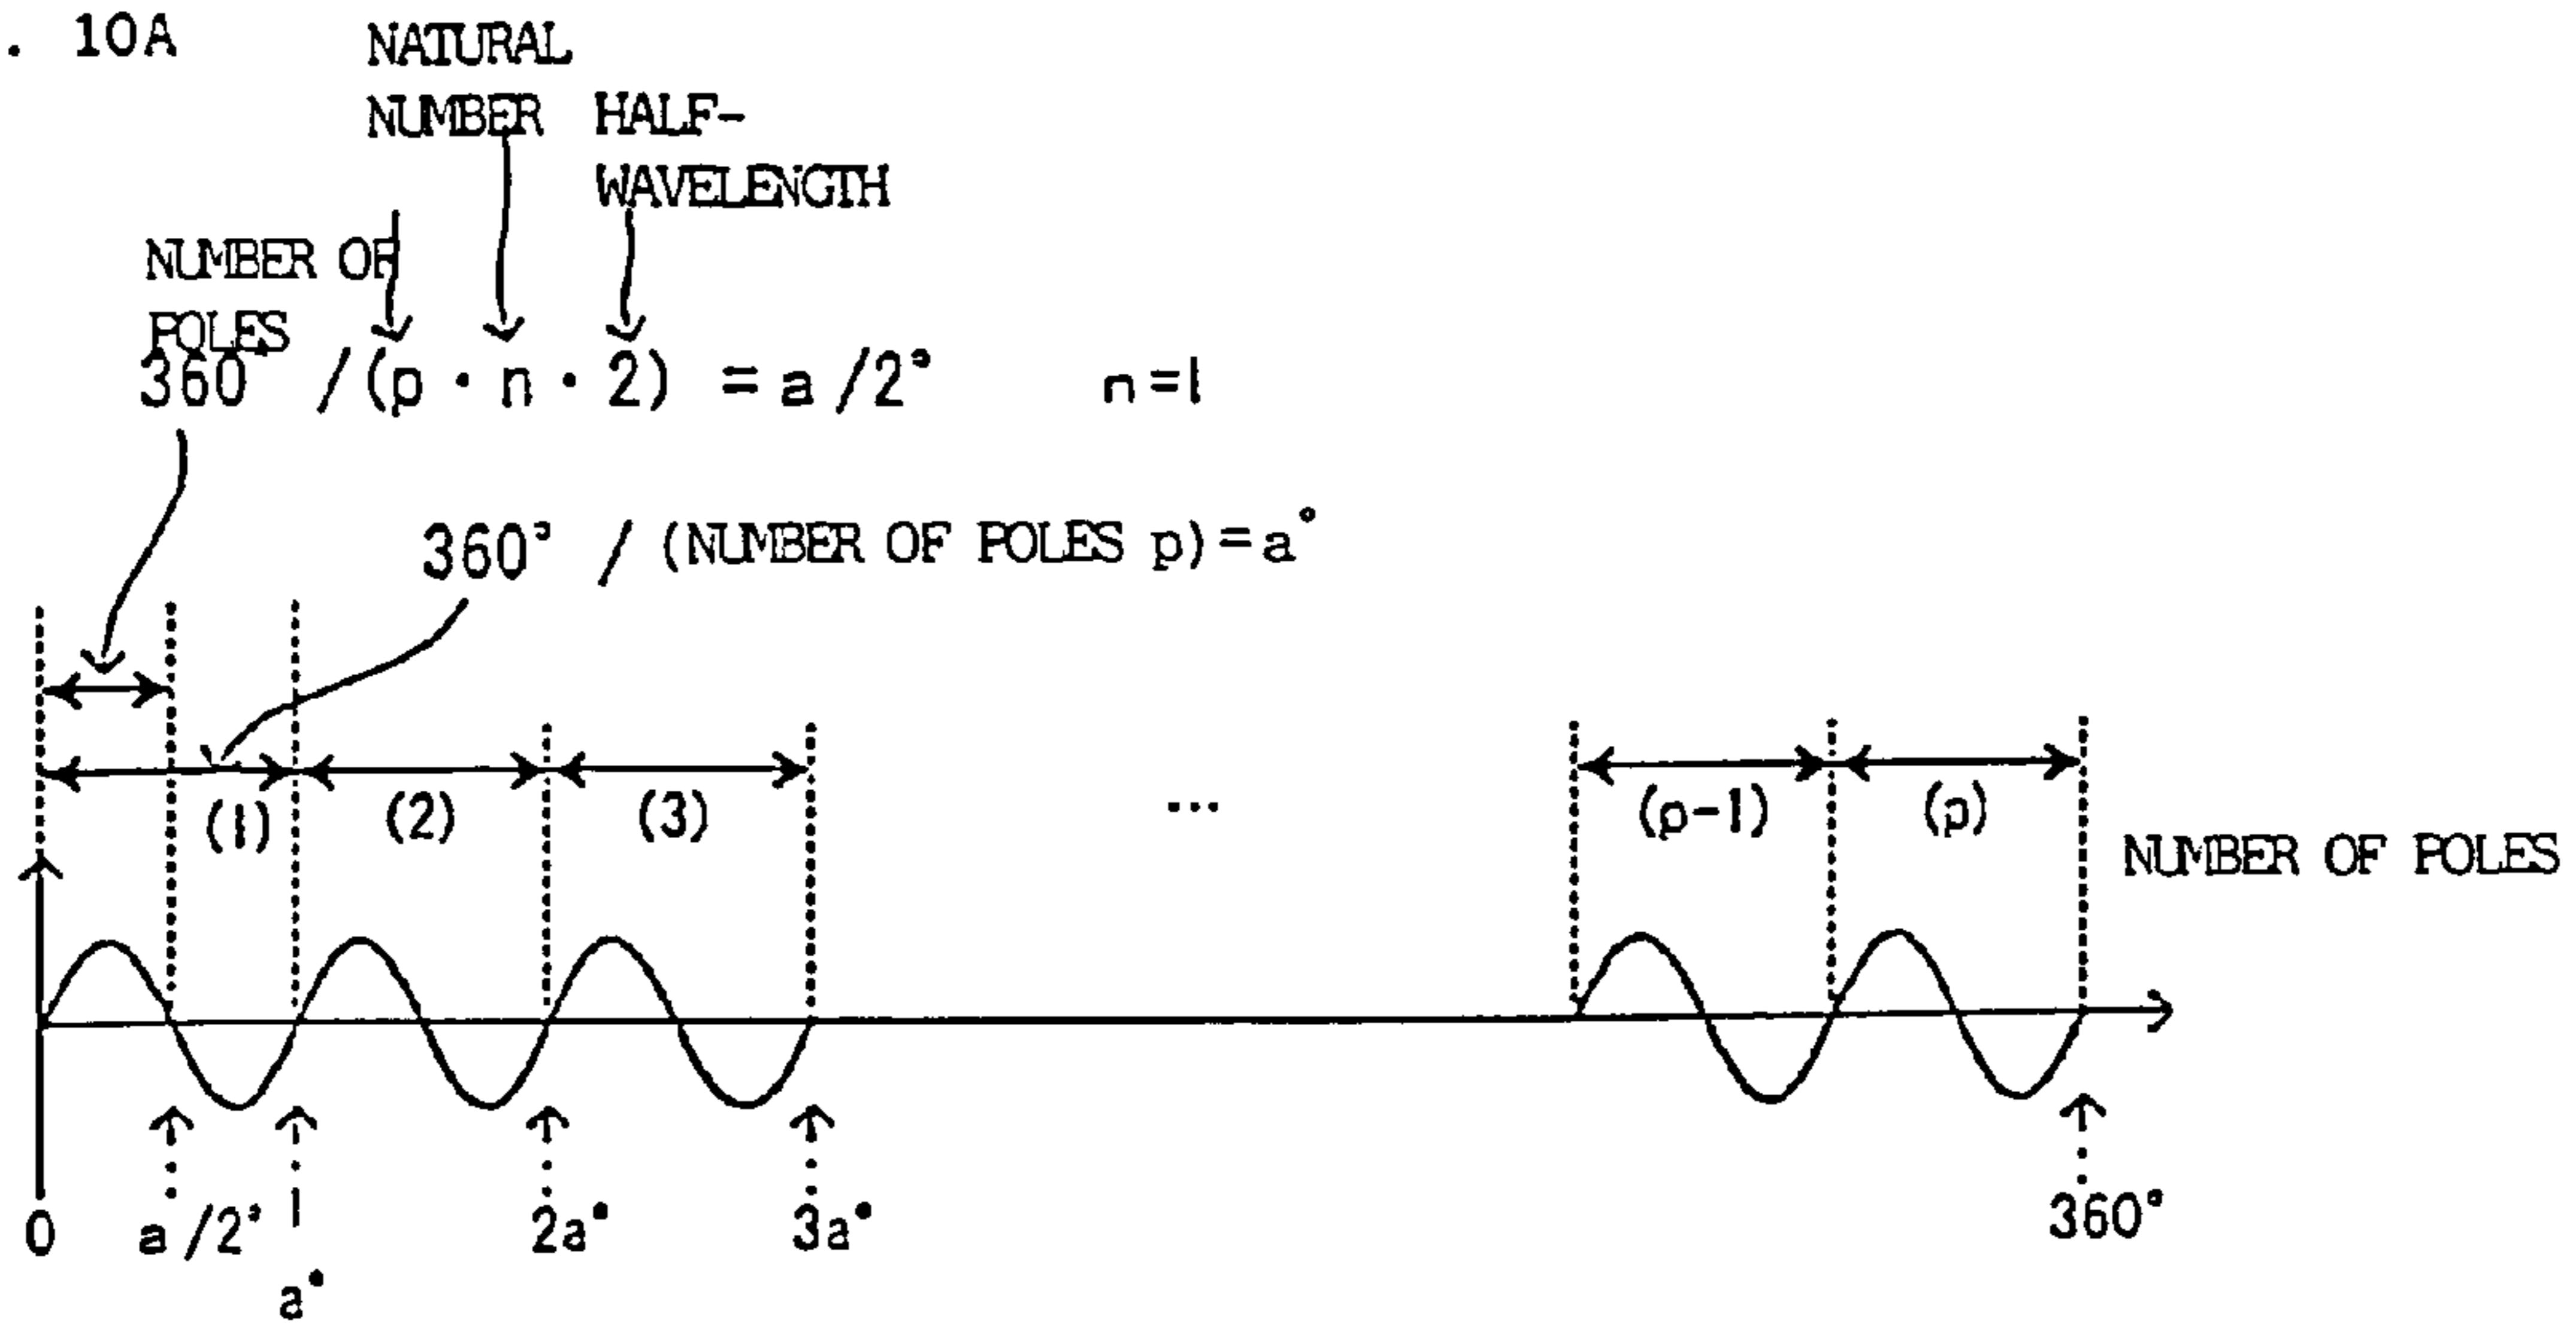 . 10A
NATURAL
NUMBER
HALF-
WAVELENGTH
NUMBER OF
POLES
360° /(p · n · 2) = a /2° n=1
360° / (NUMBER OF POLES p)=a°
(1) (2) (3) ... (p-1) (p)
NUMBER OF POLES
0 a /2° a° 2a° 3a° 360°